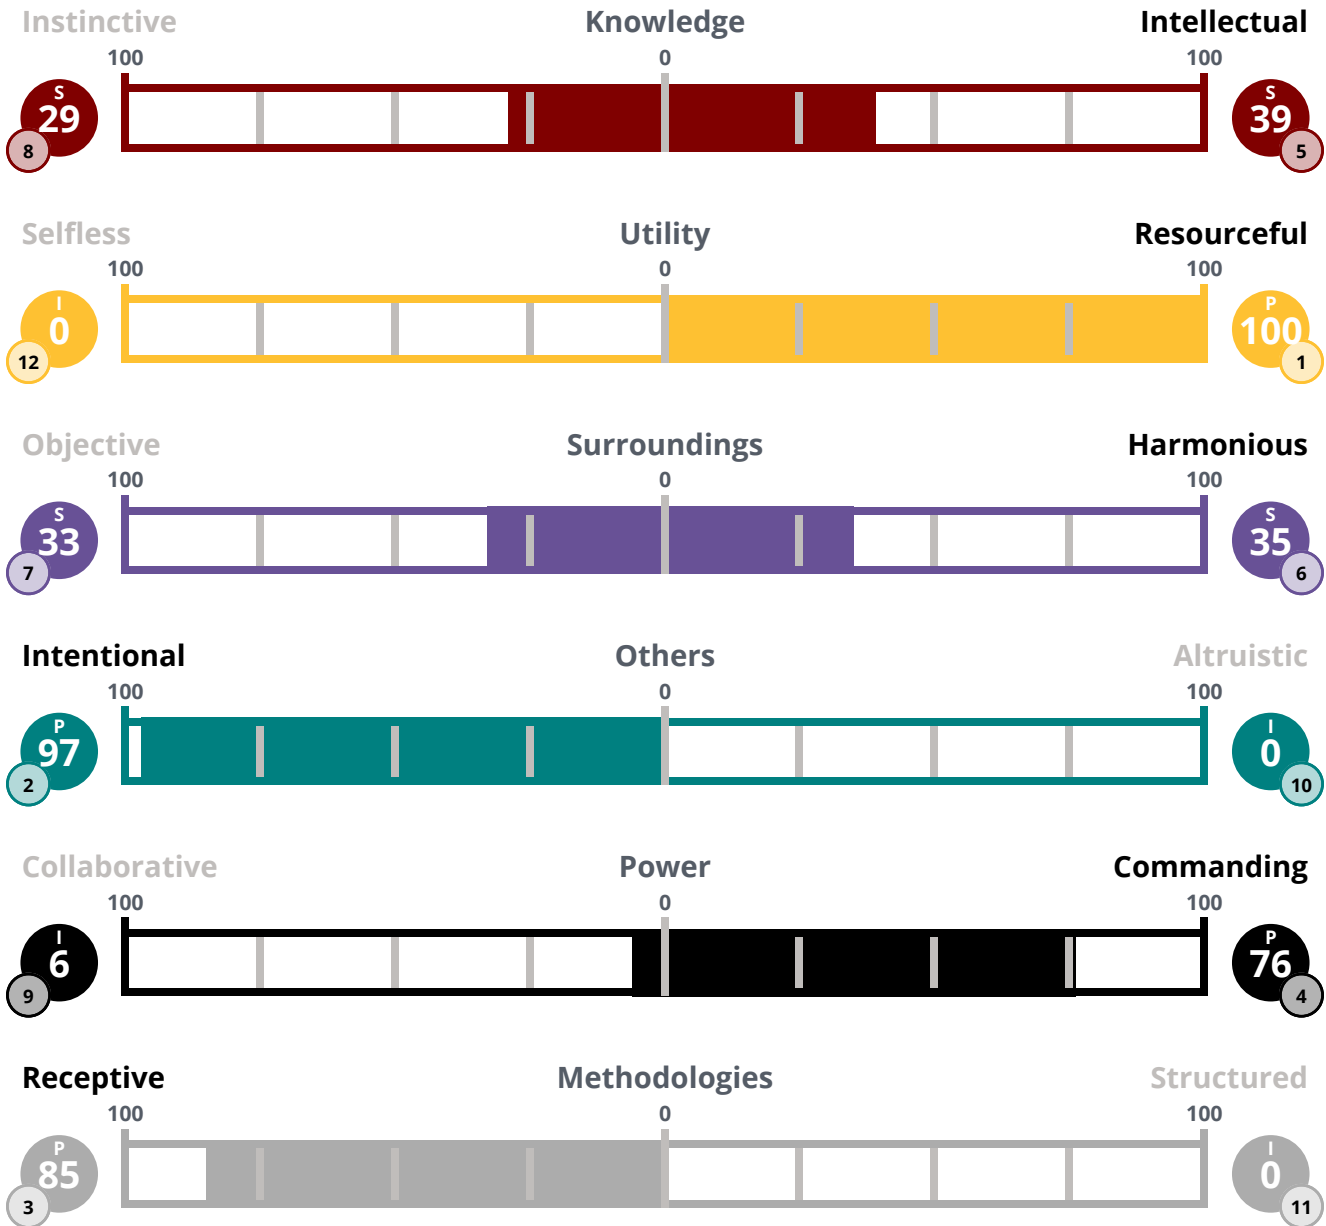 Instinctive Knowledge Intellectual
100 0 100
S S
29 39
8 5
Selfless Utility Resourceful
100 0 100
I P
0 100
12 1
Objective Surroundings Harmonious
100 0 100
S S
33 35
7 6
Intentional Others Altruistic
100 0 100
P I
97 0
2 10
Collaborative Power Commanding
100 0 100
I P
6 76
9 4
Receptive Methodologies Structured
100 0 100
P I
85 0
3 11